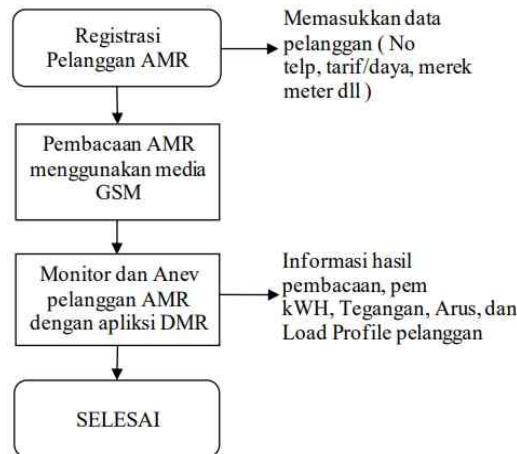 Registrasi
Pelanggan AMR
Memasukkan data
pelanggan ( No
telp, tarif/daya, merek
meter dll )
Pembacaan AMR
menggunakan media
GSM
Monitor dan Anev
pelanggan AMR
dengan apliksi DMR
Informasi hasil
pembacaan, pem
kWH, Tegangan, Arus, dan
Load Profile pelanggan
SELESAI